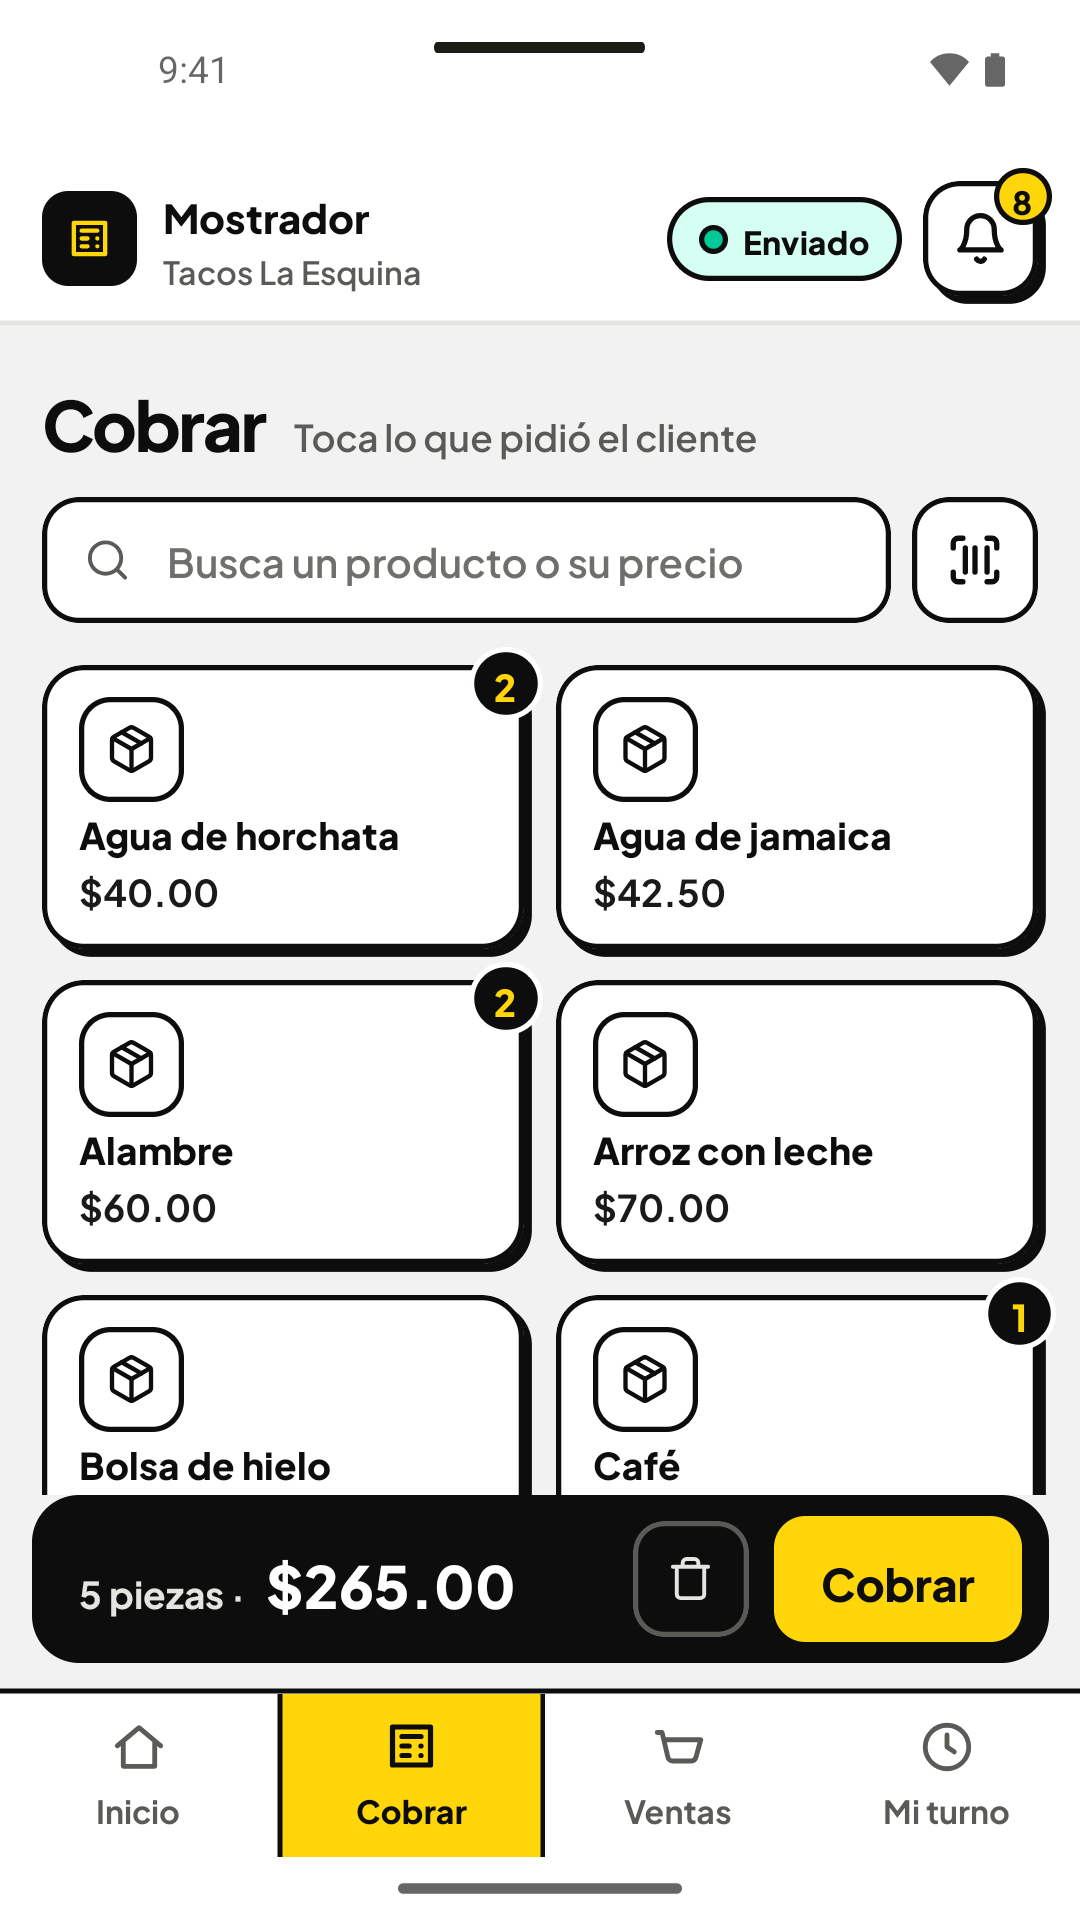 9:41
Mostrador
Tacos La Esquina
Enviado
8
Cobrar
Toca lo que pidió el cliente
Busca un producto o su precio
2
Agua de horchata
$40.00
Agua de jamaica
$42.50
2
Alambre
$60.00
Arroz con leche
$70.00
Bolsa de hielo
1
Café
5 piezas · $265.00
Cobrar
Inicio
Cobrar
Ventas
Mi turno